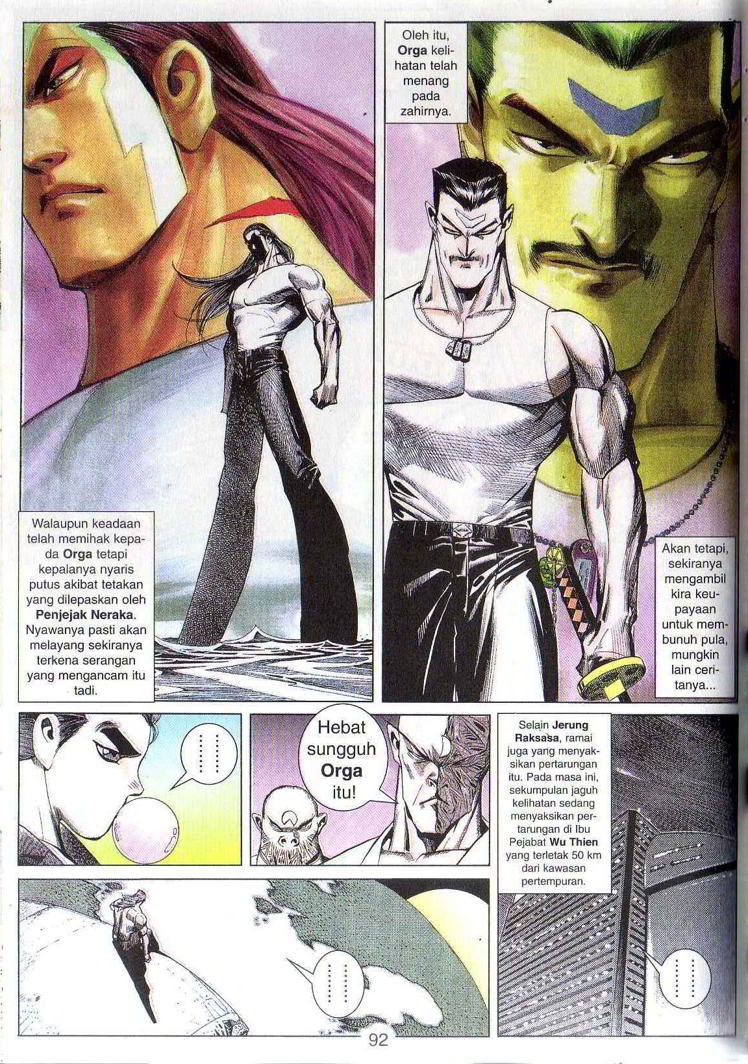 Walaupun keadaan
telah memihak kepa-
da Orga tetapi
kepalanya nyaris
putus akibat tetakan
yang dilepaskan oleh
Penjejak Neraka.
Nyawanya pasti akan
melayang sekiranya
terkena serangan
yang mengancam itu
tadi.
Oleh itu,
Orga keli-
hatan telah
menang
pada
zahirnya.
Akan tetapi,
sekiranya
mengambil
kira keu-
payaan
untuk mem-
bunuh pula,
mungkin
lain ceri-
tanya...
Hebat
sungguh
Orga
itu!
Selain Jerung
Raksasa, ramai
juga yang menyak-
sikan pertarungan
itu. Pada masa ini,
sekumpulan jaguh
kelihatan sedang
menyaksikan per-
tarungan di Ibu
Pejabat Wu Thien
yang terletak 50 km
dari kawasan
pertempuran.
92